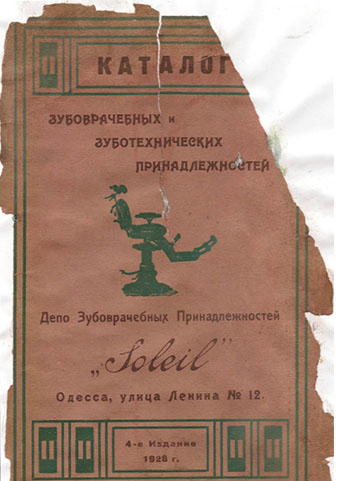 КАТАЛОГ
ЗУБОВРАЧЕБНЫХ и
ЗУБОТЕХНИЧЕСКИХ
ПРИНАДЛЕЖНОСТЕЙ
Депо Зубоврачебных Принадлежностей
„Soleil"
Одесса, улица Ленина № 12.
4-е Издание
1928 г.